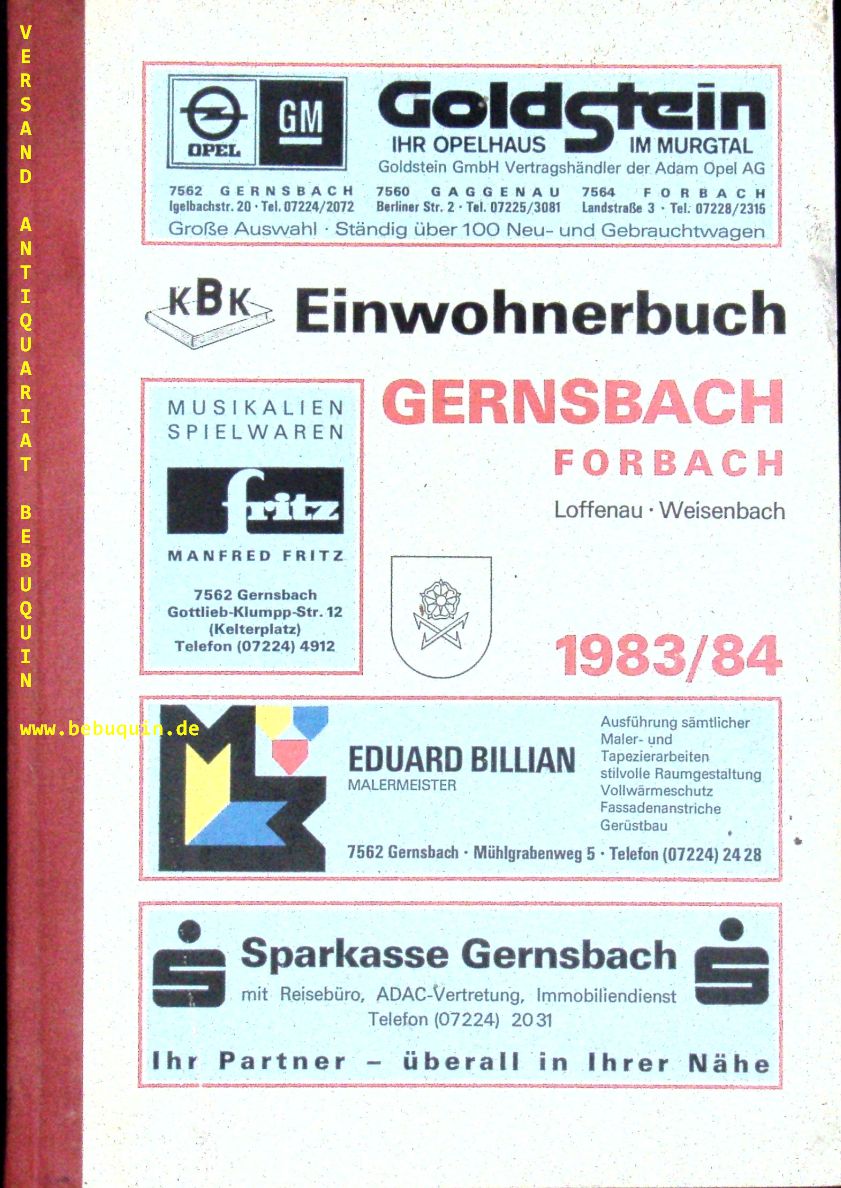 VERSAND ANTIQUARIAT BEBUQUIN
www.bebuquin.de
OPEL
GM
Goldstein
IHR OPELHAUS IM MURGTAL
Goldstein GmbH Vertragshändler der Adam Opel AG
7562 GERNSBACH 7560 GAGGENAU 7564 FORBACH
Igelbachstr. 20 · Tel. 07224/2072 Berliner Str. 2 · Tel. 07225/3081 Landstraße 3 · Tel. 07228/2315
Große Auswahl · Ständig über 100 Neu- und Gebrauchtwagen
KBK
Einwohnerbuch
GERNSBACH
FORBACH
Loffenau · Weisenbach
1983/84
MUSIKALIEN
SPIELWAREN
fritz
MANFRED FRITZ
7562 Gernsbach
Gottlieb-Klumpp-Str. 12
(Kelterplatz)
Telefon (07224) 4912
EDUARD BILLIAN
MALERMEISTER
Ausführung sämtlicher
Maler- und
Tapezierarbeiten
stilvolle Raumgestaltung
Vollwärmeschutz
Fassadenanstriche
Gerüstbau
7562 Gernsbach · Mühlgrabenweg 5 · Telefon (07224) 24 28
Sparkasse Gernsbach
mit Reisebüro, ADAC-Vertretung, Immobiliendienst
Telefon (07224) 20 31
Ihr Partner – überall in Ihrer Nähe